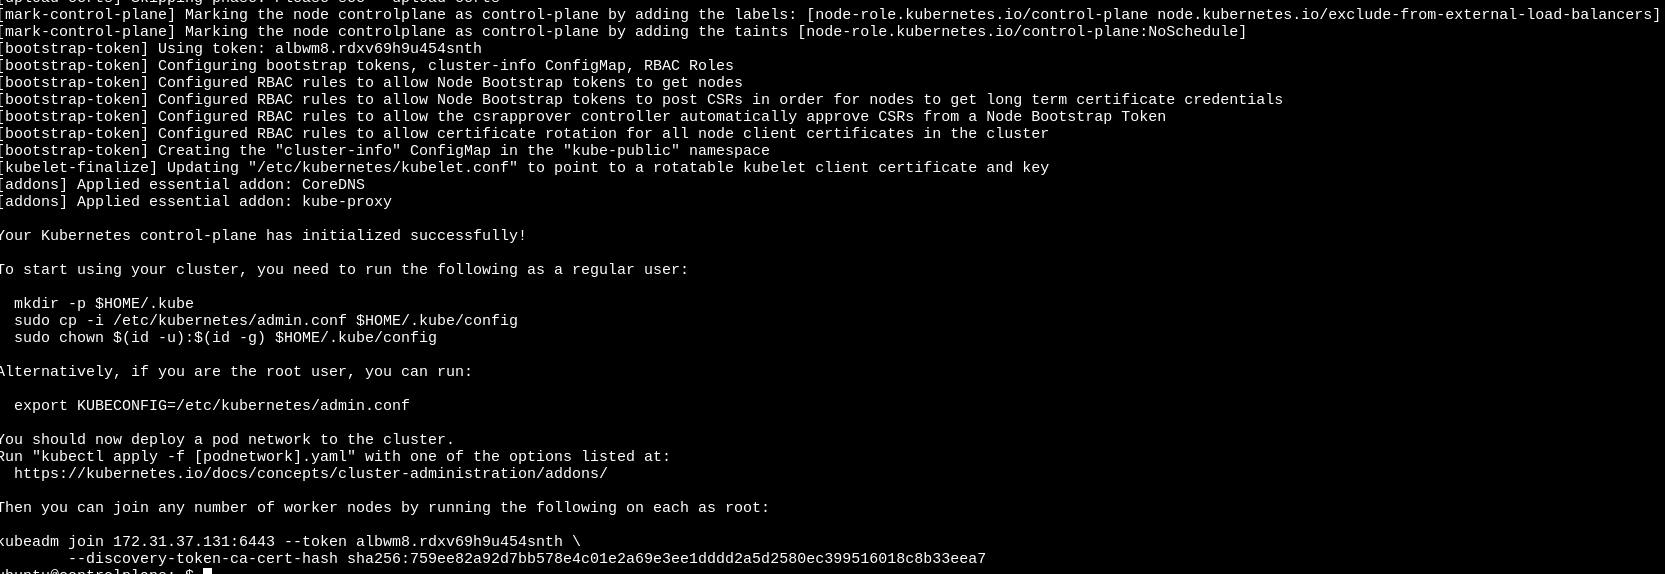 [mark-control-plane] Marking the node controlplane as control-plane by adding the labels: [node-role.kubernetes.io/control-plane node.kubernetes.io/exclude-from-external-load-balancers]
[mark-control-plane] Marking the node controlplane as control-plane by adding the taints [node-role.kubernetes.io/control-plane:NoSchedule]
[bootstrap-token] Using token: albwm8.rdxv69h9u454snth
[bootstrap-token] Configuring bootstrap tokens, cluster-info ConfigMap, RBAC Roles
[bootstrap-token] Configured RBAC rules to allow Node Bootstrap tokens to get nodes
[bootstrap-token] Configured RBAC rules to allow Node Bootstrap tokens to post CSRs in order for nodes to get long term certificate credentials
[bootstrap-token] Configured RBAC rules to allow the csrapprover controller automatically approve CSRs from a Node Bootstrap Token
[bootstrap-token] Configured RBAC rules to allow certificate rotation for all node client certificates in the cluster
[bootstrap-token] Creating the "cluster-info" ConfigMap in the "kube-public" namespace
[kubelet-finalize] Updating "/etc/kubernetes/kubelet.conf" to point to a rotatable kubelet client certificate and key
[addons] Applied essential addon: CoreDNS
[addons] Applied essential addon: kube-proxy
Your Kubernetes control-plane has initialized successfully!
To start using your cluster, you need to run the following as a regular user:
mkdir -p $HOME/.kube
sudo cp -i /etc/kubernetes/admin.conf $HOME/.kube/config
sudo chown $(id -u):$(id -g) $HOME/.kube/config
Alternatively, if you are the root user, you can run:
export KUBECONFIG=/etc/kubernetes/admin.conf
You should now deploy a pod network to the cluster.
Run "kubectl apply -f [podnetwork].yaml" with one of the options listed at:
https://kubernetes.io/docs/concepts/cluster-administration/addons/
Then you can join any number of worker nodes by running the following on each as root:
kubeadm join 172.31.37.131:6443 --token albwm8.rdxv69h9u454snth \
--discovery-token-ca-cert-hash sha256:759ee82a92d7bb578e4c01e2a69e3ee1dddd2a5d2580ec399516018c8b33eea7